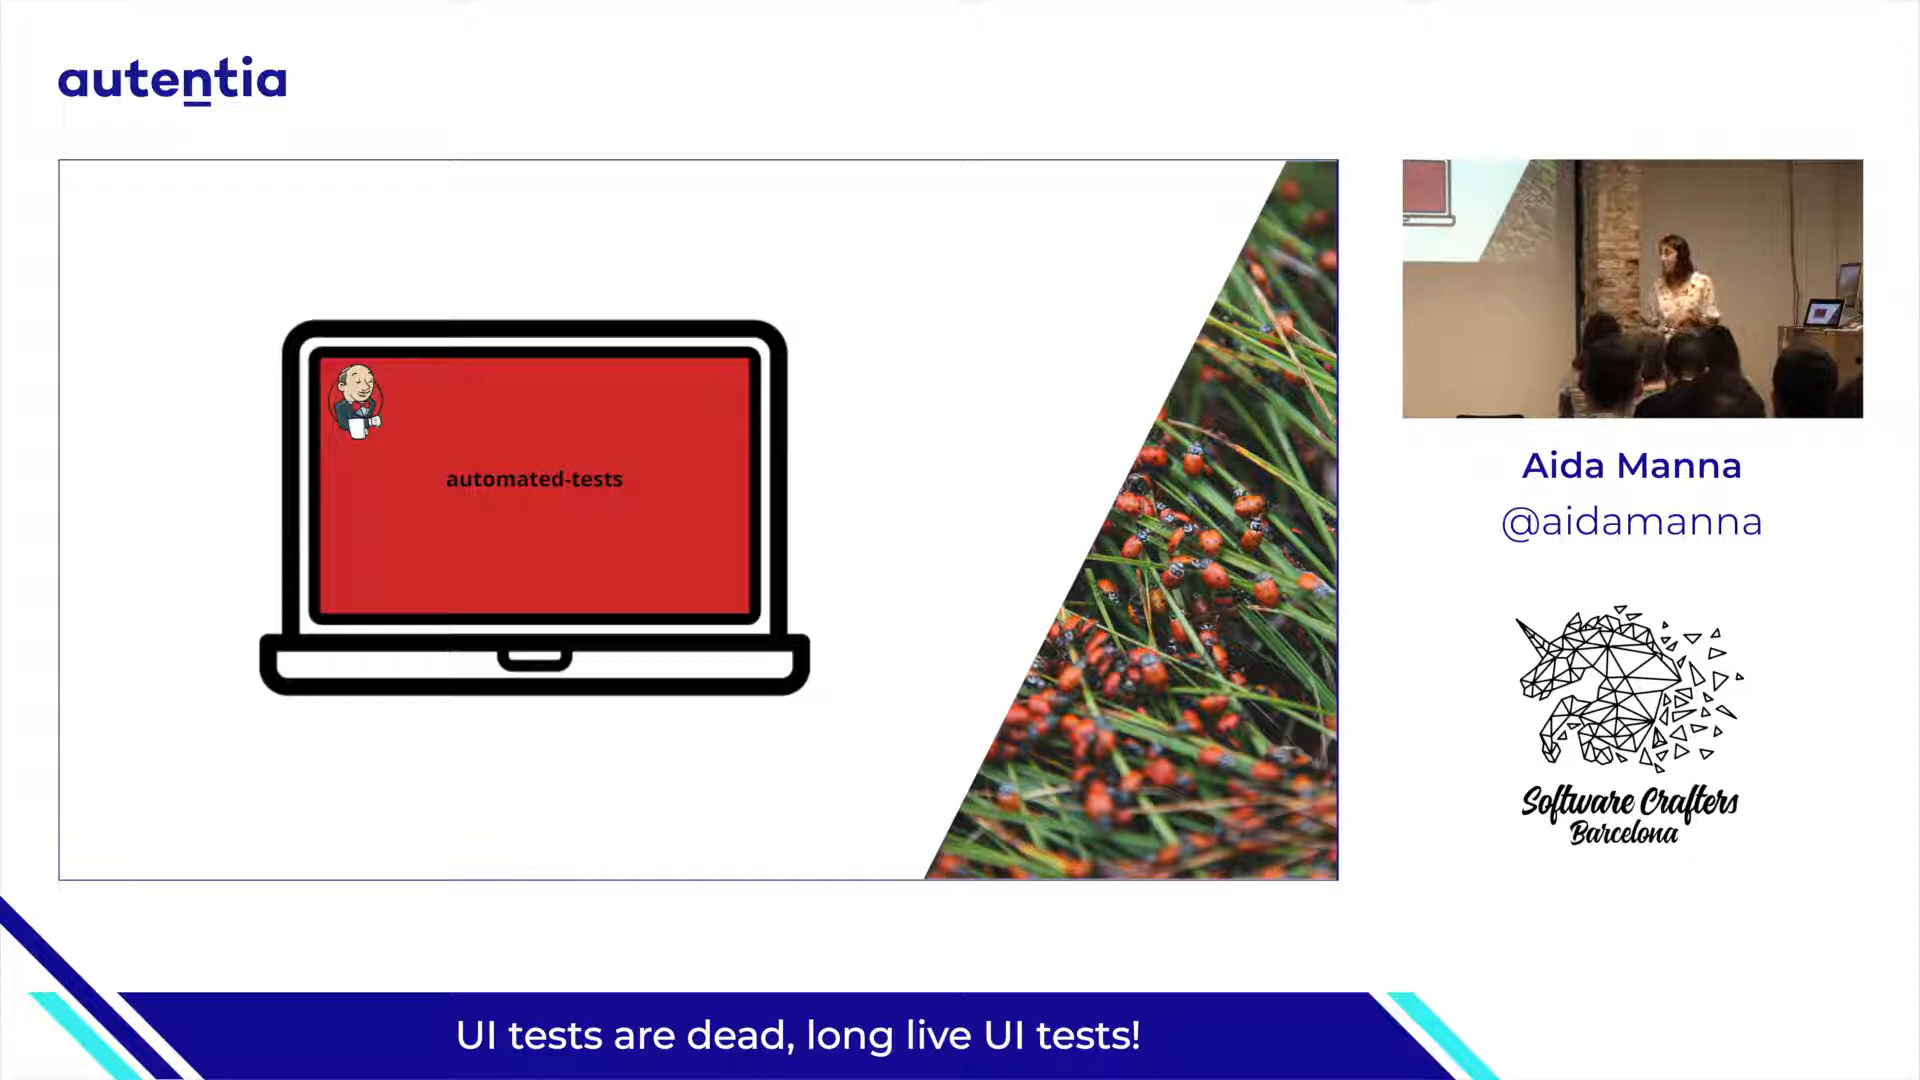 autentia
automated-tests
Aida Manna
@aidamanna
Software Crafters
Barcelona
UI tests are dead, long live UI tests!